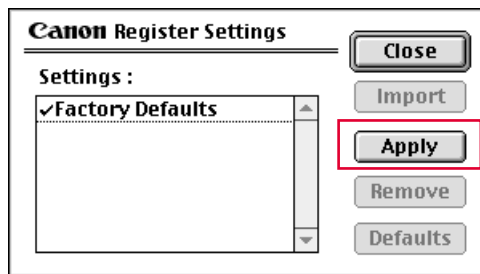 Canon Register Settings
Settings :
✓Factory Defaults
Close
Import
Apply
Remove
Defaults